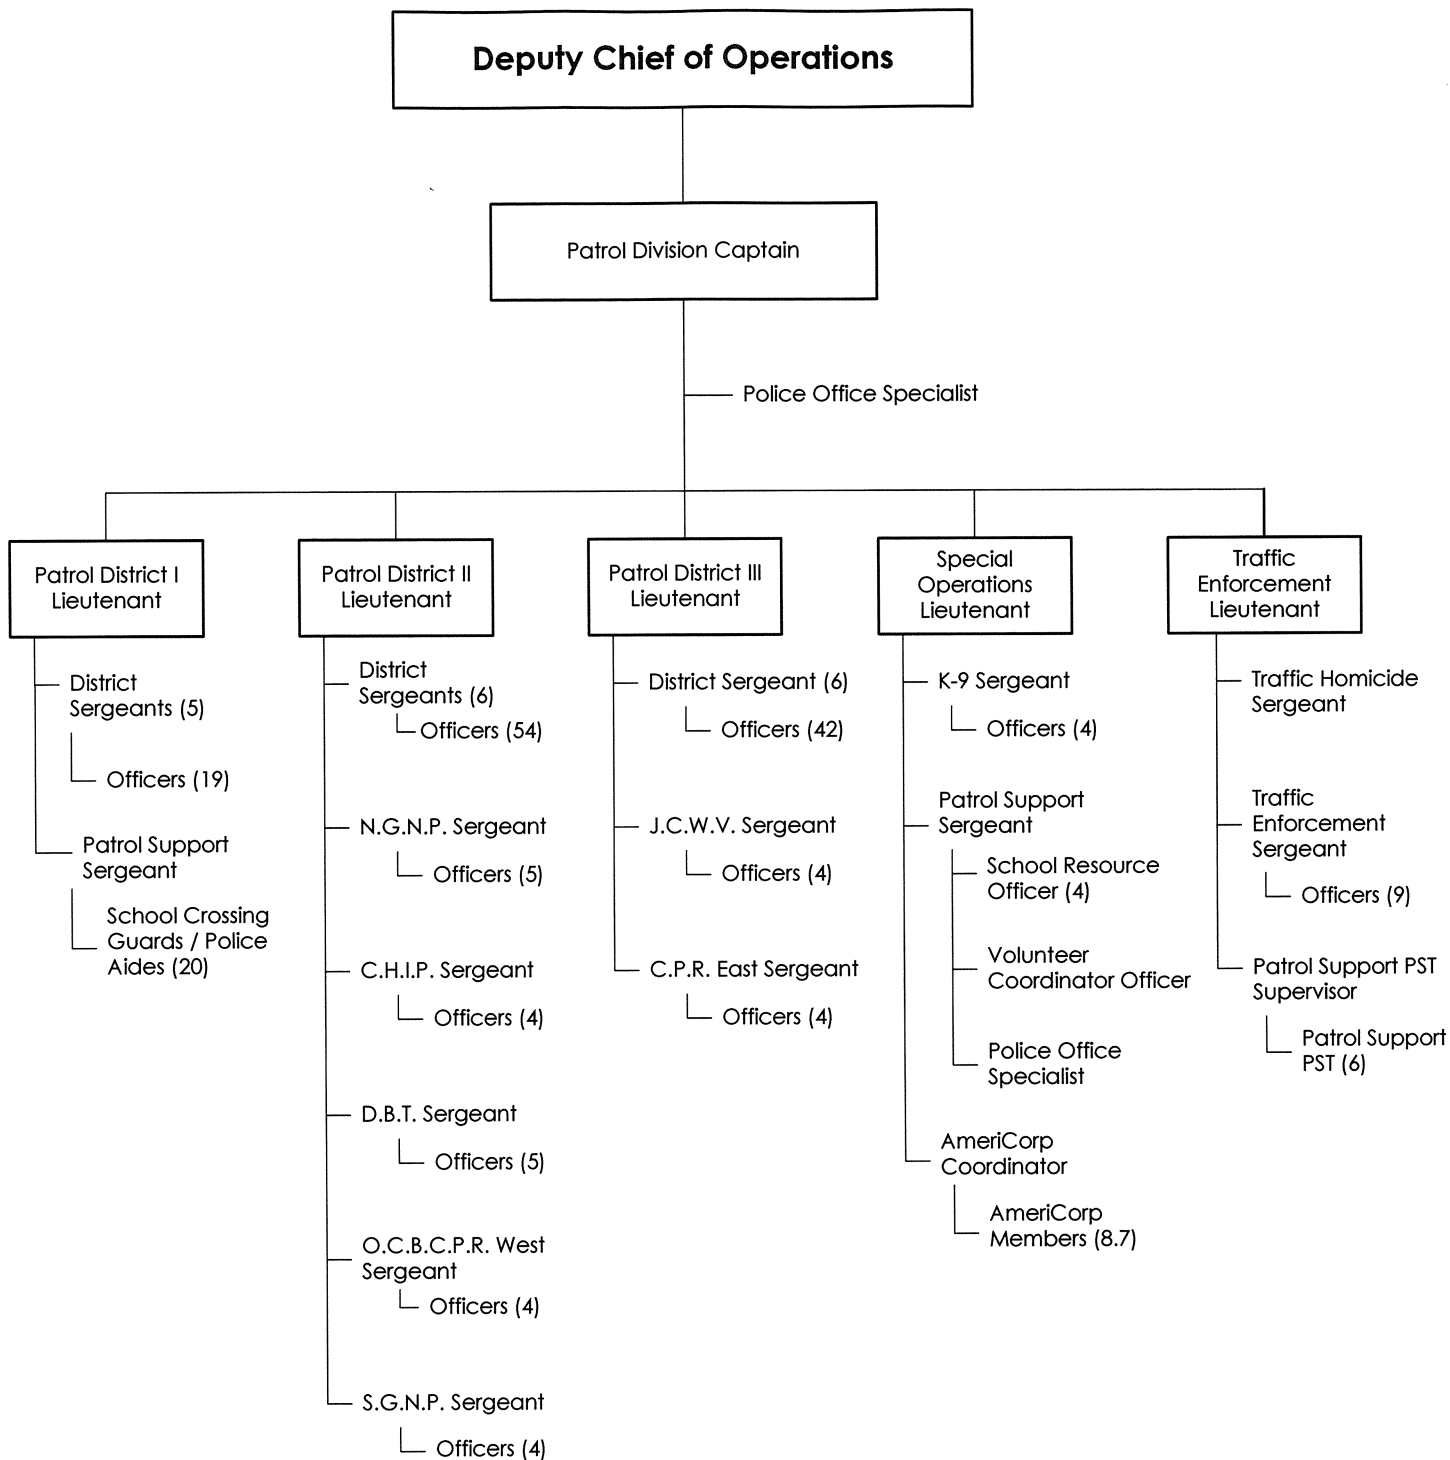 Deputy Chief of Operations
Patrol Division Captain
Police Office Specialist
Patrol District I
Lieutenant
District
Sergeants (5)
Officers (19)
Patrol Support
Sergeant
School Crossing
Guards / Police
Aides (20)
Patrol District II
Lieutenant
District
Sergeants (6)
Officers (54)
N.G.N.P. Sergeant
Officers (5)
C.H.I.P. Sergeant
Officers (4)
D.B.T. Sergeant
Officers (5)
O.C.B.C.P.R. West
Sergeant
Officers (4)
S.G.N.P. Sergeant
Officers (4)
Patrol District III
Lieutenant
District Sergeant (6)
Officers (42)
J.C.W.V. Sergeant
Officers (4)
C.P.R. East Sergeant
Officers (4)
Special
Operations
Lieutenant
K-9 Sergeant
Officers (4)
Patrol Support
Sergeant
School Resource
Officer (4)
Volunteer
Coordinator Officer
Police Office
Specialist
AmeriCorp
Coordinator
AmeriCorp
Members (8.7)
Traffic
Enforcement
Lieutenant
Traffic Homicide
Sergeant
Traffic
Enforcement
Sergeant
Officers (9)
Patrol Support PST
Supervisor
Patrol Support
PST (6)